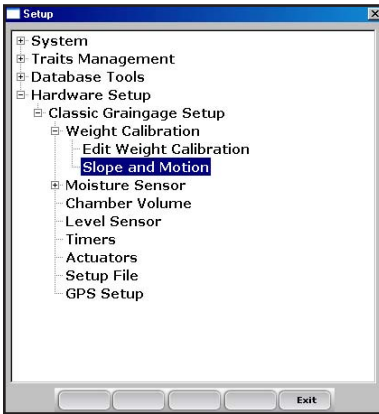 Setup
System
Traits Management
Database Tools
Hardware Setup
Classic Graingage Setup
Weight Calibration
Edit Weight Calibration
Slope and Motion
Moisture Sensor
Chamber Volume
Level Sensor
Timers
Actuators
Setup File
GPS Setup
Exit